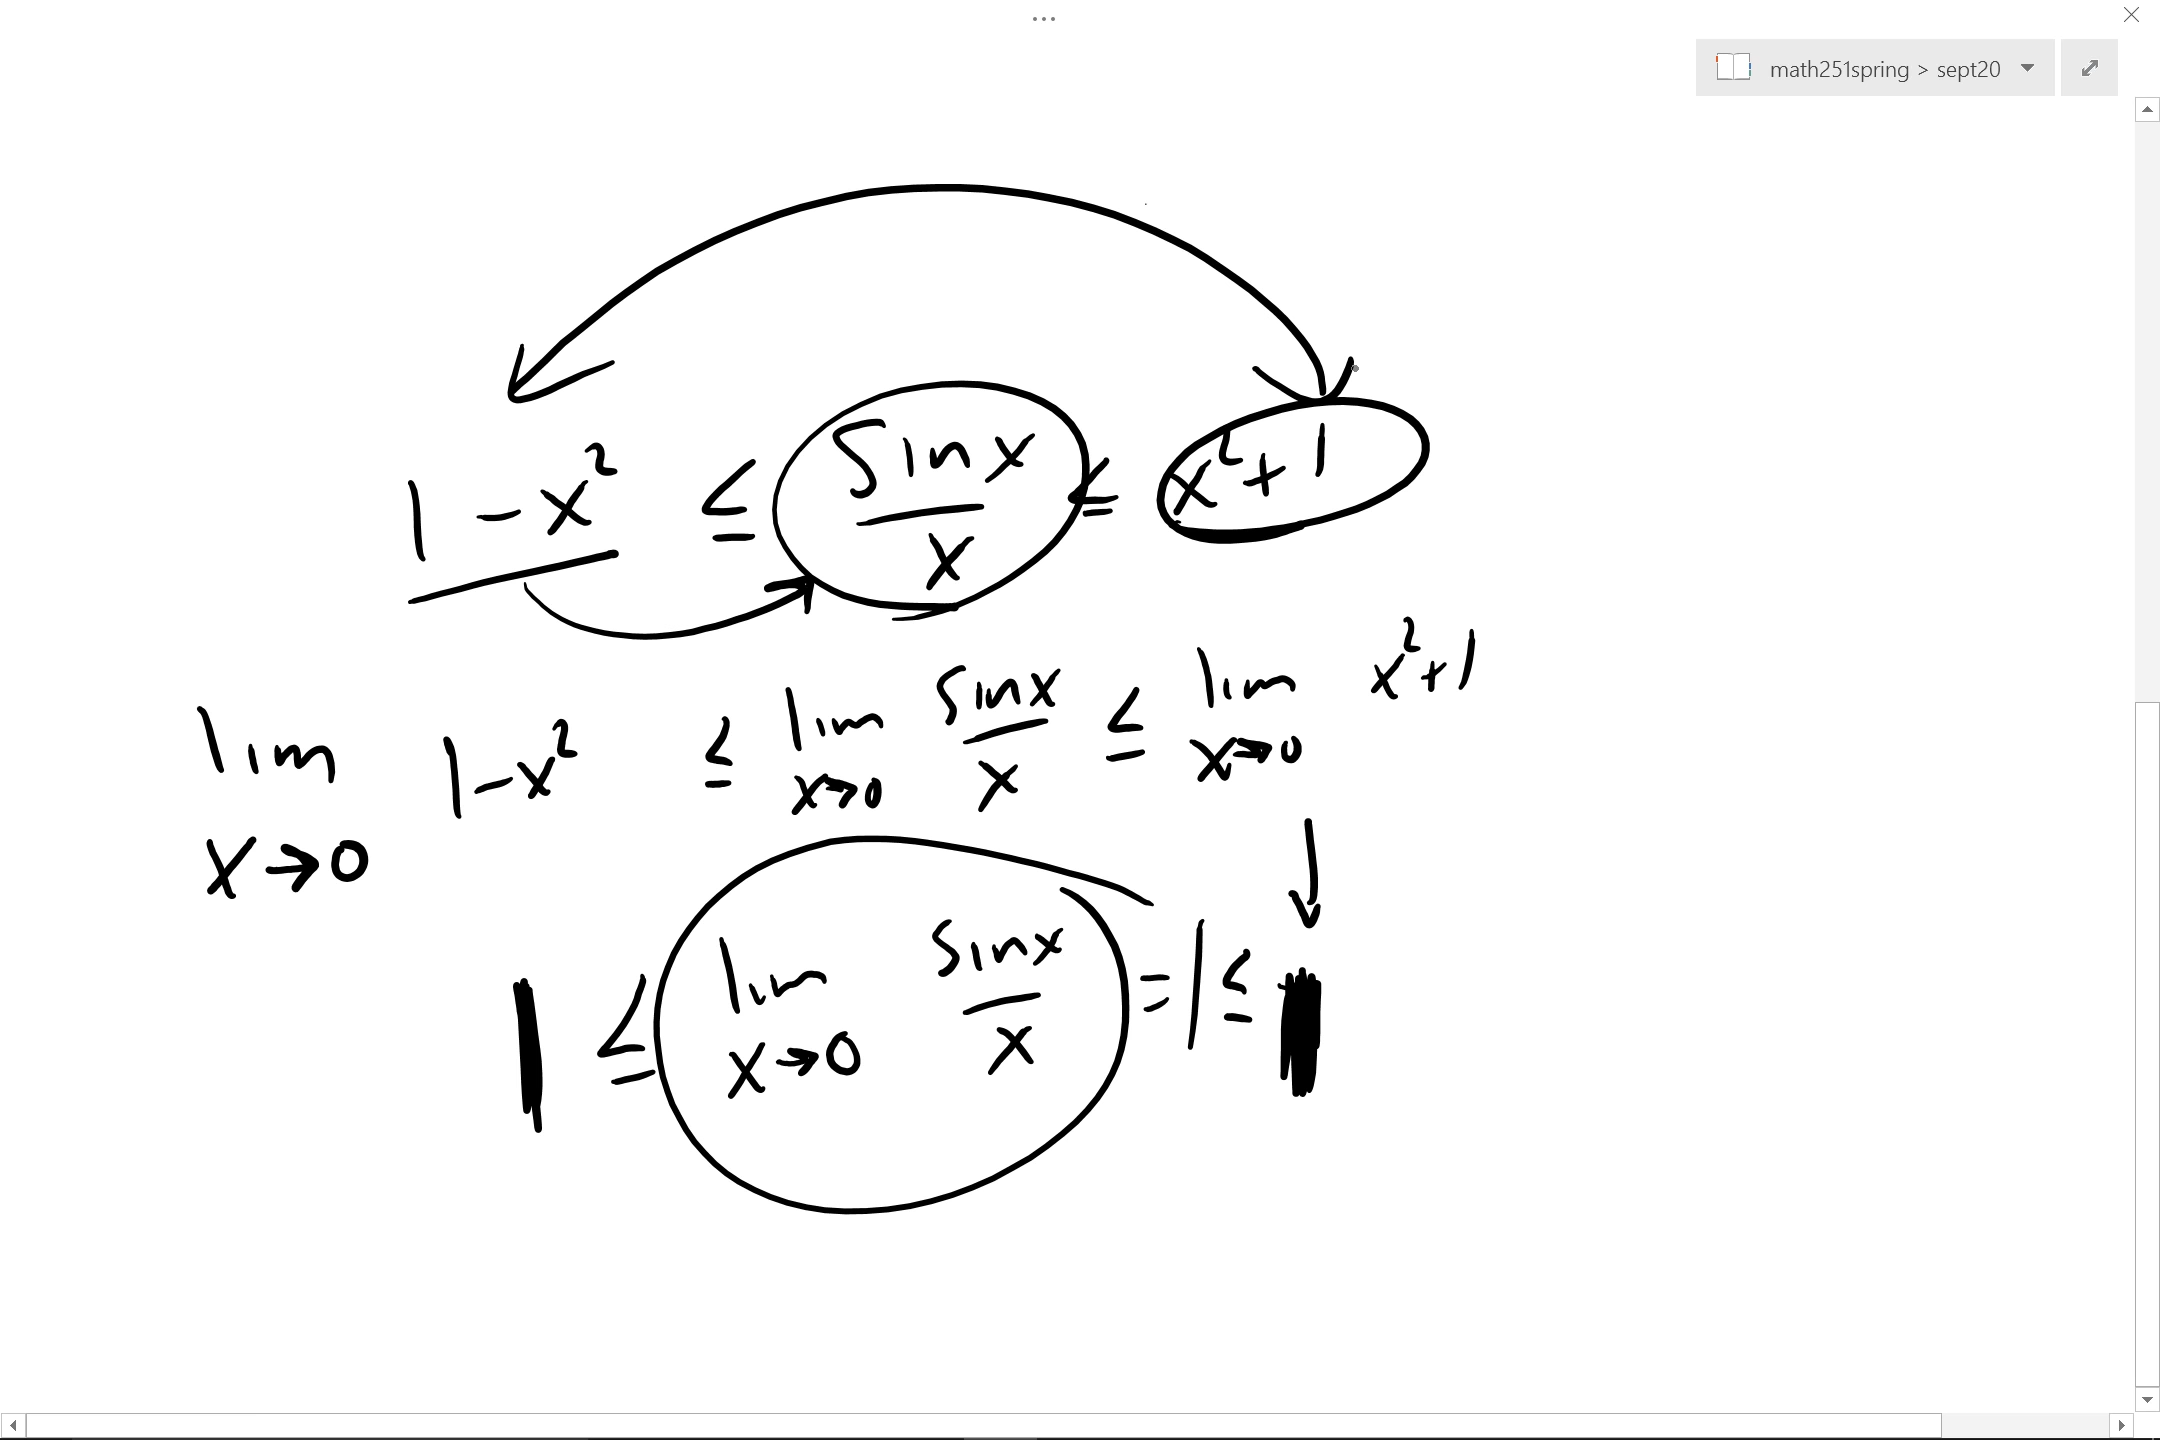 math251spring > sept20
1 - x² ≤ sin x / x ≤ x² + 1
lim x→0 1 - x² ≤ lim x→0 sin x / x ≤ lim x→0 x² + 1
1 ≤ lim x→0 sin x / x = 1 ≤ 1